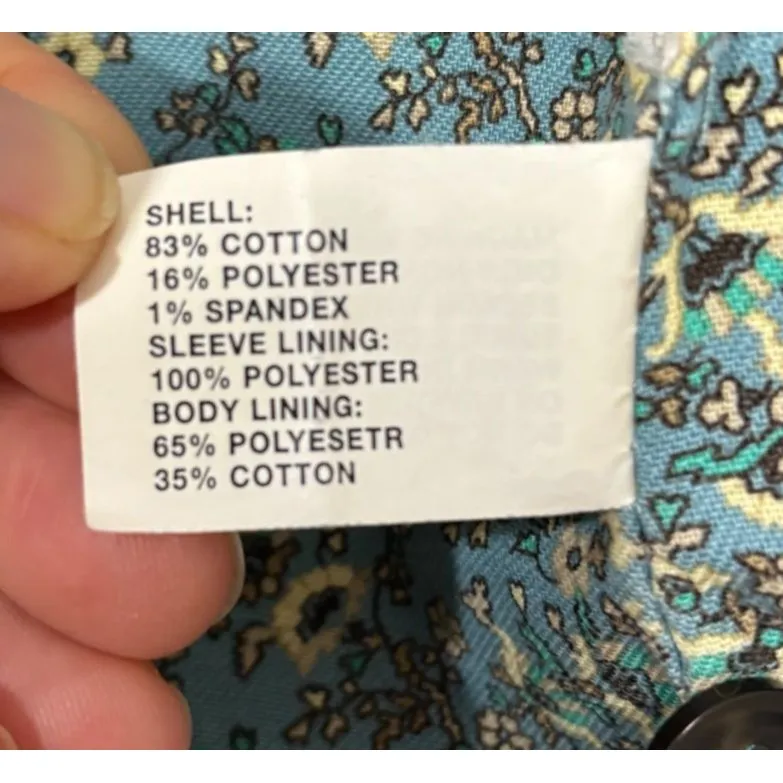 SHELL:
83% COTTON
16% POLYESTER
1% SPANDEX
SLEEVE LINING:
100% POLYESTER
BODY LINING:
65% POLYESETR
35% COTTON